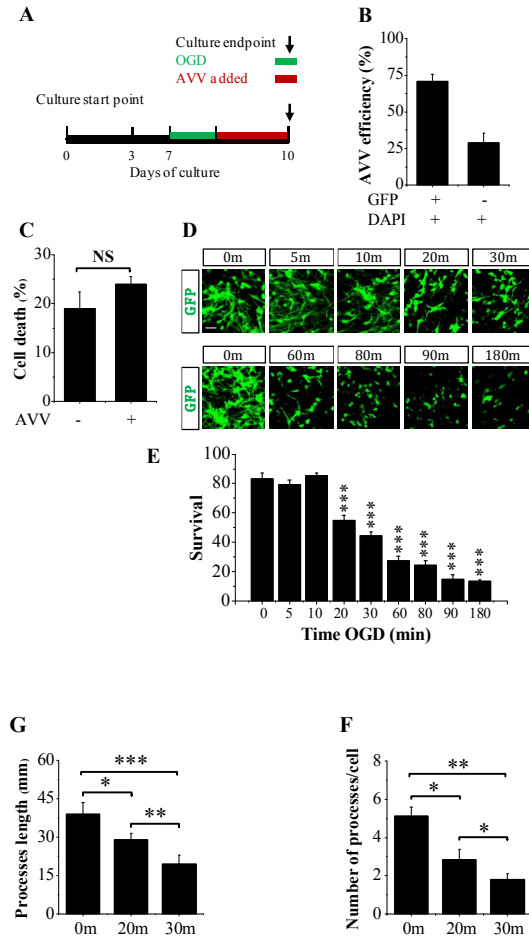 A
Culture endpoint
OGD
AVV added
Culture start point
0 3 7 10
Days of culture
B
AVV efficiency (%)
100
75
50
25
0
GFP + -
DAPI + +
C
Cell death (%)
30
20
10
0
NS
AVV - +
D
0m 5m 10m 20m 30m
GFP
0m 60m 80m 90m 180m
GFP
E
Survival
100
80
60
40
20
0
*** *** *** *** *** ***
0 5 10 20 30 60 80 90 180
Time OGD (min)
G
Processes length (mm)
60
45
30
15
0
***
*
**
0m 20m 30m
F
Number of processes/cell
8
6
4
2
0
**
*
*
0m 20m 30m